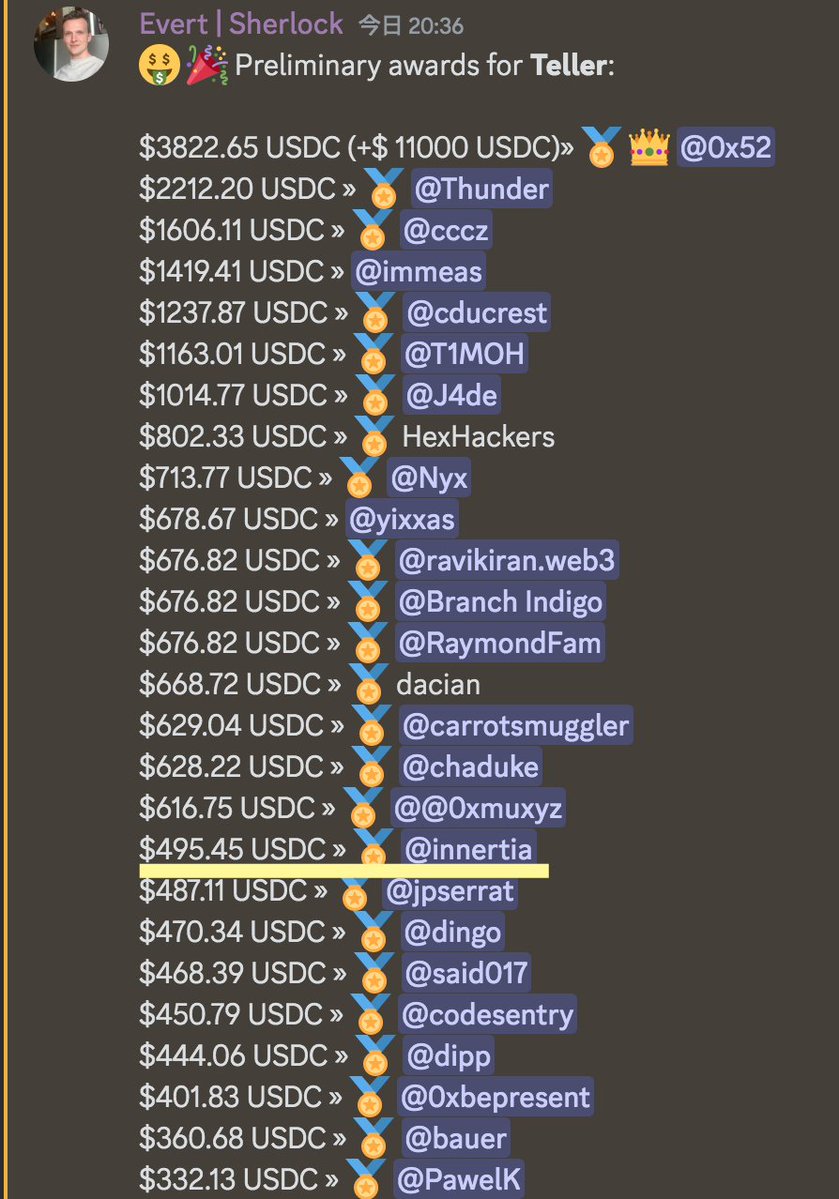 Evert | Sherlock 今日 20:36
Preliminary awards for Teller:
$3822.65 USDC (+$ 11000 USDC)» @0x52
$2212.20 USDC » @Thunder
$1606.11 USDC » @cccz
$1419.41 USDC » @immeas
$1237.87 USDC » @cducrest
$1163.01 USDC » @T1MOH
$1014.77 USDC » @J4de
$802.33 USDC » HexHackers
$713.77 USDC » @Nyx
$678.67 USDC » @yixxas
$676.82 USDC » @ravikiran.web3
$676.82 USDC » @Branch Indigo
$676.82 USDC » @RaymondFam
$668.72 USDC » dacian
$629.04 USDC » @carrotsmuggler
$628.22 USDC » @chaduke
$616.75 USDC » @@0xmuxyz
$495.45 USDC » @innertia
$487.11 USDC » @jpserrat
$470.34 USDC » @dingo
$468.39 USDC » @said017
$450.79 USDC » @codesentry
$444.06 USDC » @dipp
$401.83 USDC » @0xbepresent
$360.68 USDC » @bauer
$332.13 USDC » @PawelK